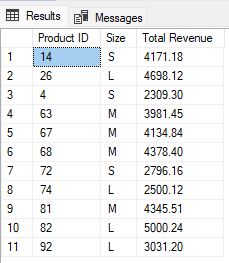 Results Messages
Product ID Size Total Revenue
1 14 S 4171.18
2 26 L 4698.12
3 4 S 2309.30
4 63 M 3981.45
5 67 M 4134.84
6 68 M 4378.40
7 72 S 2796.16
8 74 L 2500.12
9 81 M 4345.51
10 82 L 5000.24
11 92 L 3031.20